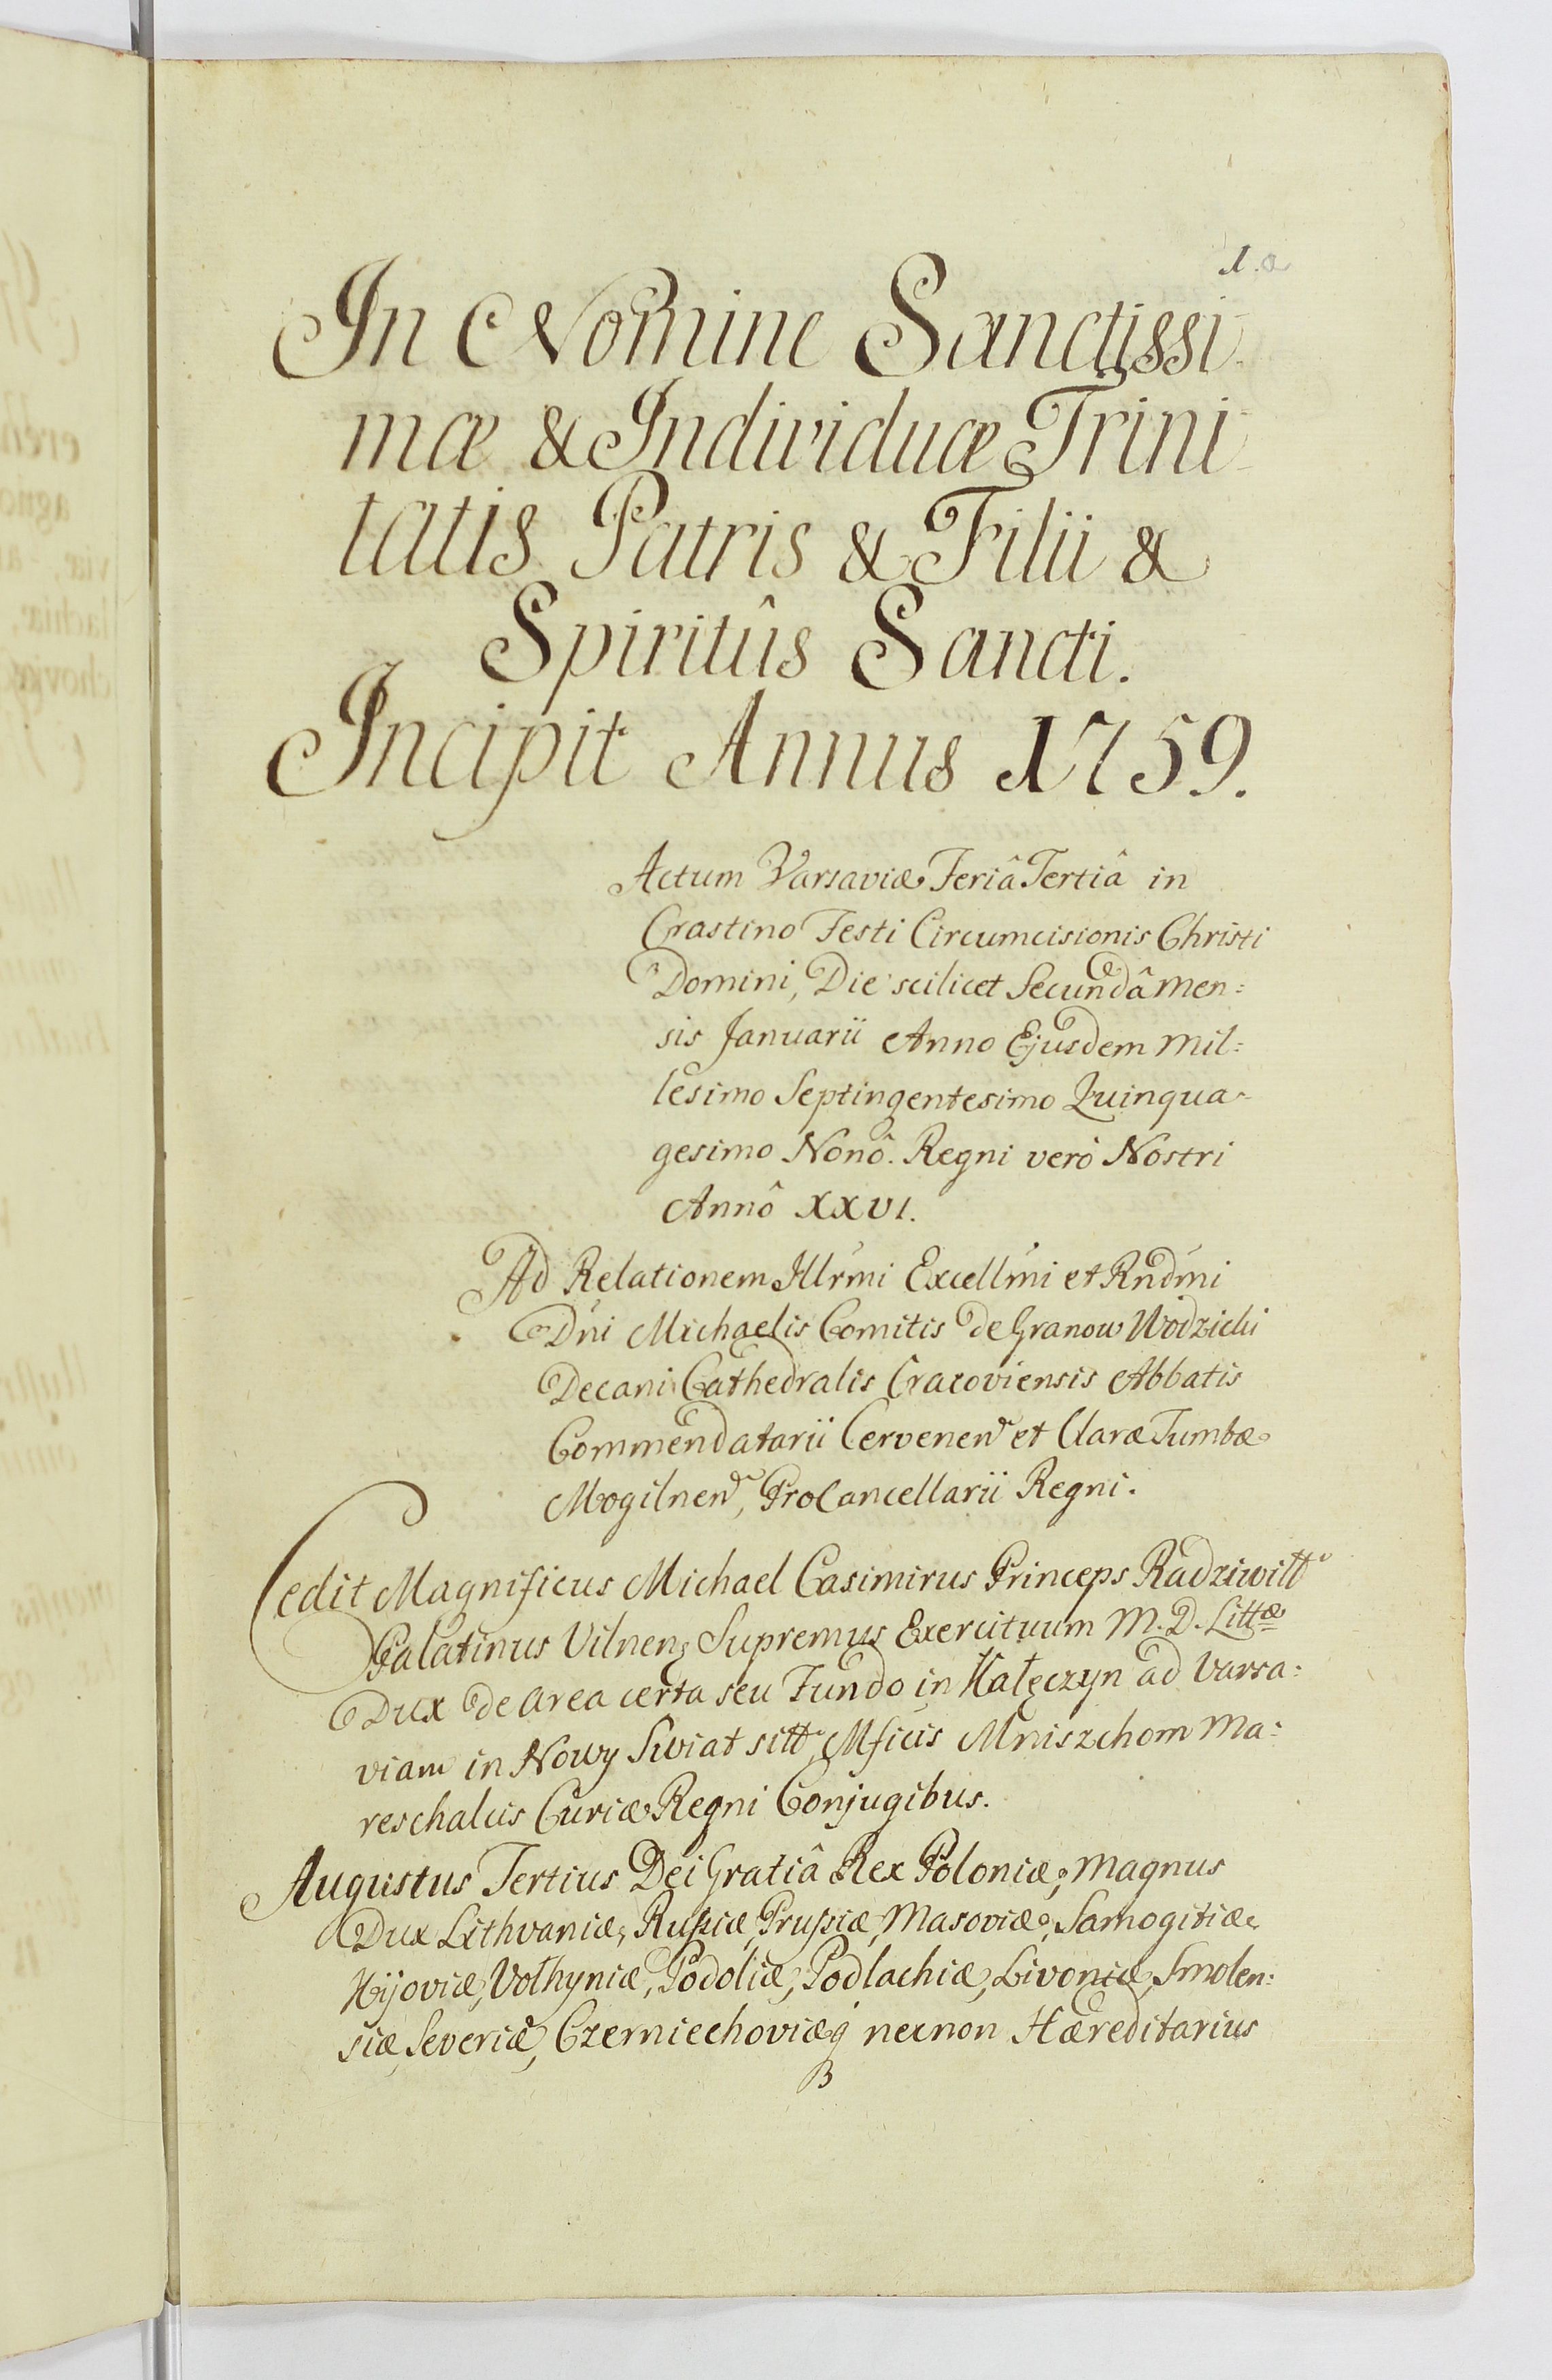 1.a
In Nomine Sanctissi-
mæ & Individuæ Trini-
tatis Patris & Filii &
Spiritûs Sancti.
Incipit Annus 1759.
Actum Varsaviæ Feriâ Tertiâ in
Crastino Festi Circumcisionis Christi
Domini, Die scilicet Secundâ Men:
sis Januarii Anno Ejusdem Mil:
lesimo Septingentesimo Quinqua-
gesimo Nonô. Regni verò Nostri
Annô XXVI.
Ad Relationem Illrmi Excellmi et Rndmi
Dni Michaelis Comitis de Granow Wodzicki
Decani Cathedralis Cracoviensis Abbatis
Commendatarii Cervenen et Claræ Tumbæ
Mogilnen, ProCancellarii Regni.
Cedit Magnificus Michael Casimirus Princeps Radziwitt
Palatinus Vilnen, Supremus Exercituum M. D. Littæ
Dux de Area certa seu Fundo in Kałęczyn ad Varsa:
viam in Nowy Swiat sitt. Mficis Mniszchom Ma:
reschalcis Curiæ Regni Conjugibus.
Augustus Tertius Dei Gratiâ Rex Poloniæ, Magnus
Dux Lithvaniæ, Rußiæ, Prußiæ, Masoviæ, Samogitiæ,
Kijoviæ, Volhyniæ, Podoliæ, Podlachiæ, Livoniæ, Smolen:
siæ, Severiæ, Czerniechoviæq́ necnon Hæreditarius
B